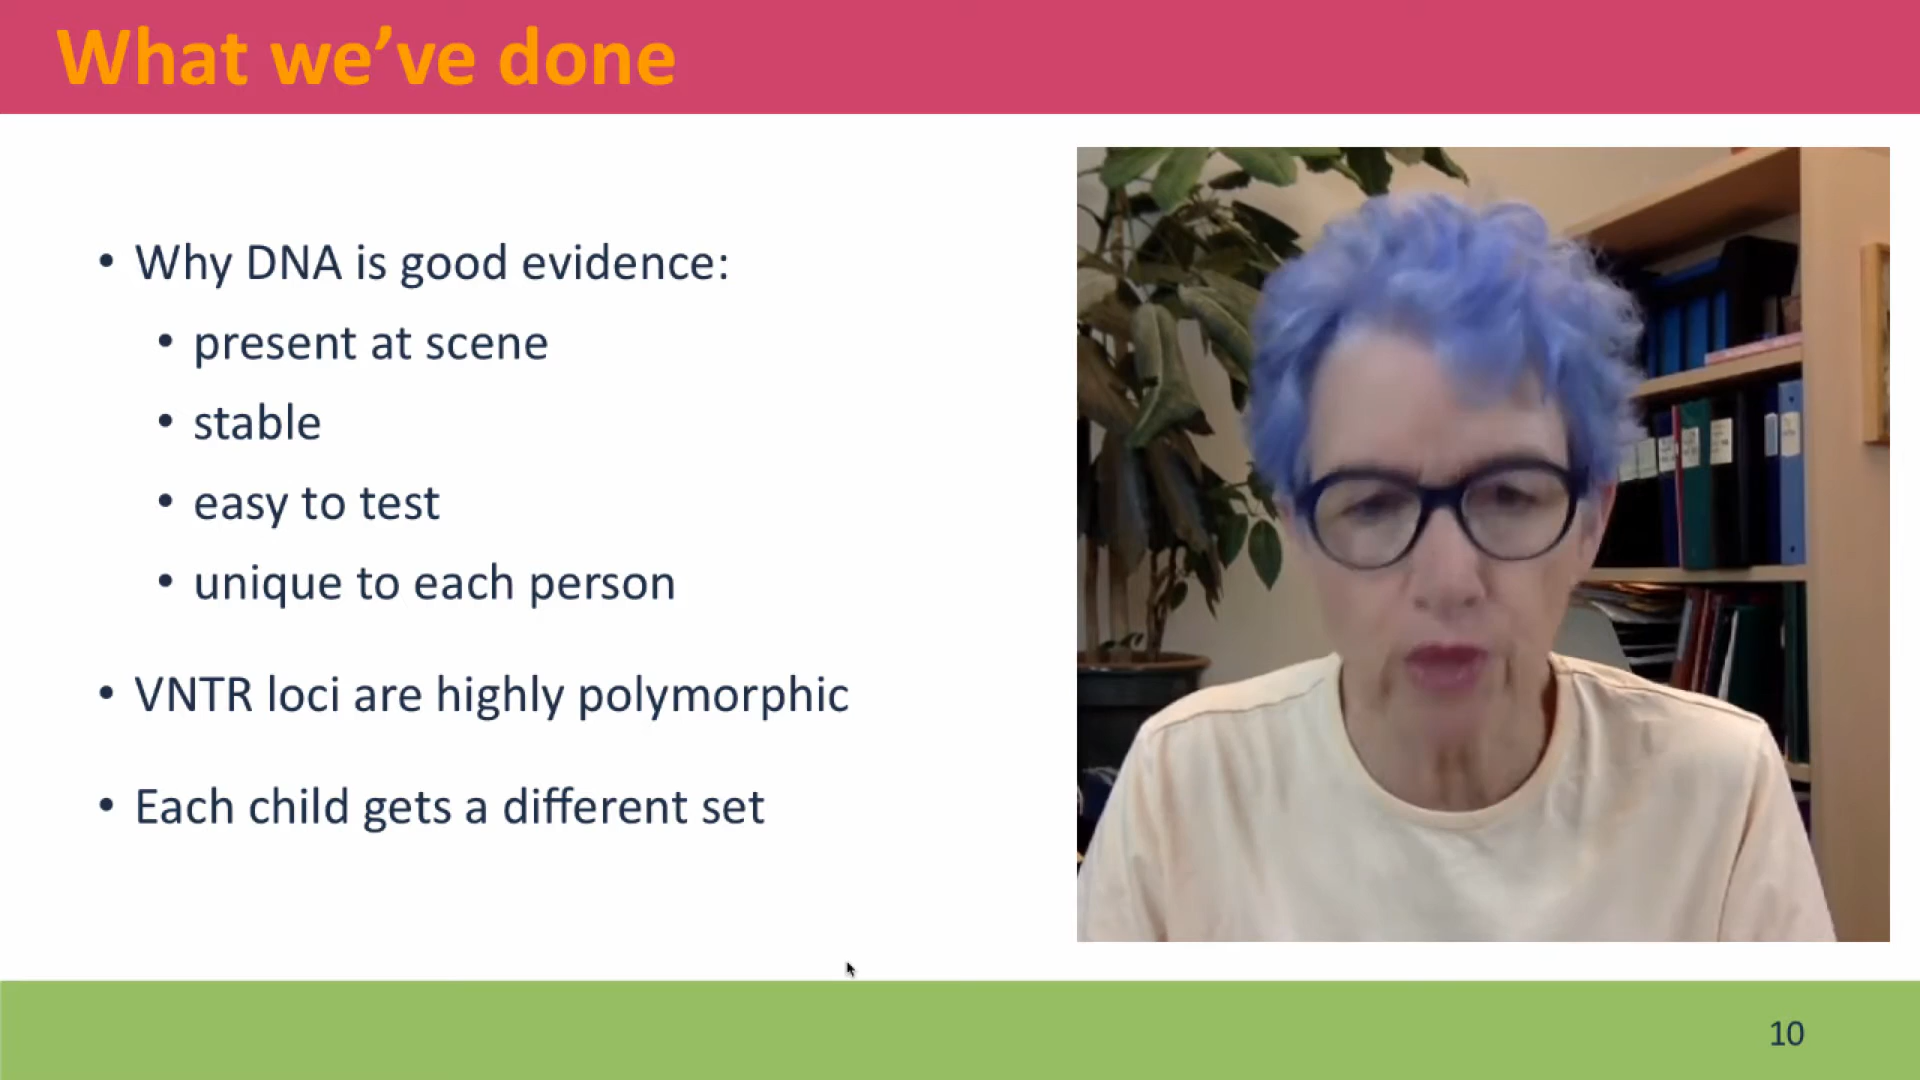 What we’ve done
• Why DNA is good evidence:
• present at scene
• stable
• easy to test
• unique to each person
• VNTR loci are highly polymorphic
• Each child gets a different set
10